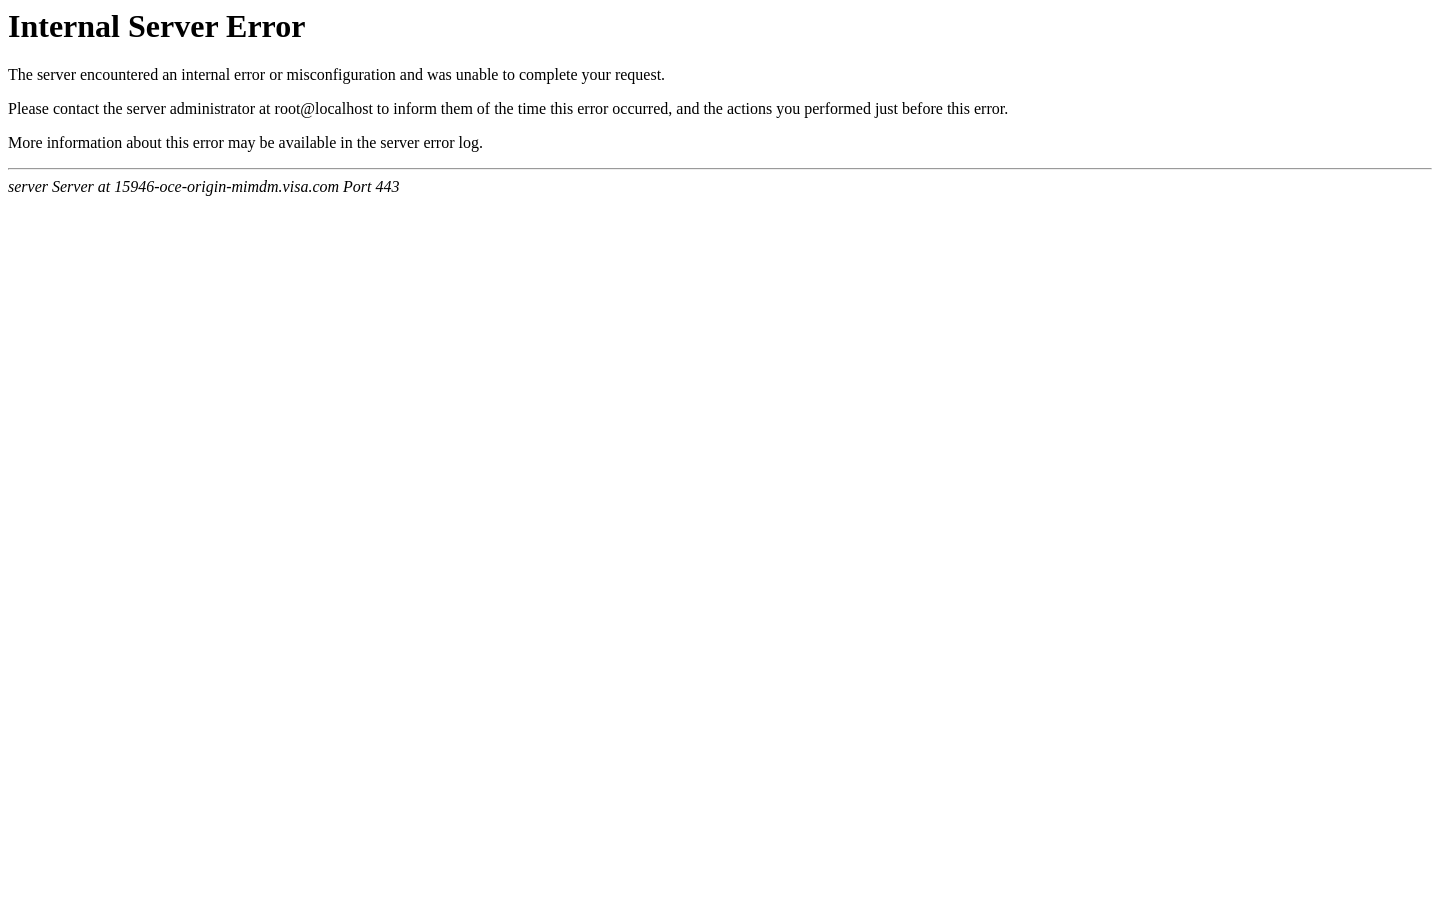 Internal Server Error
The server encountered an internal error or misconfiguration and was unable to complete your request.
Please contact the server administrator at root@localhost to inform them of the time this error occurred, and the actions you performed just before this error.
More information about this error may be available in the server error log.
server Server at 15946-oce-origin-mimdm.visa.com Port 443